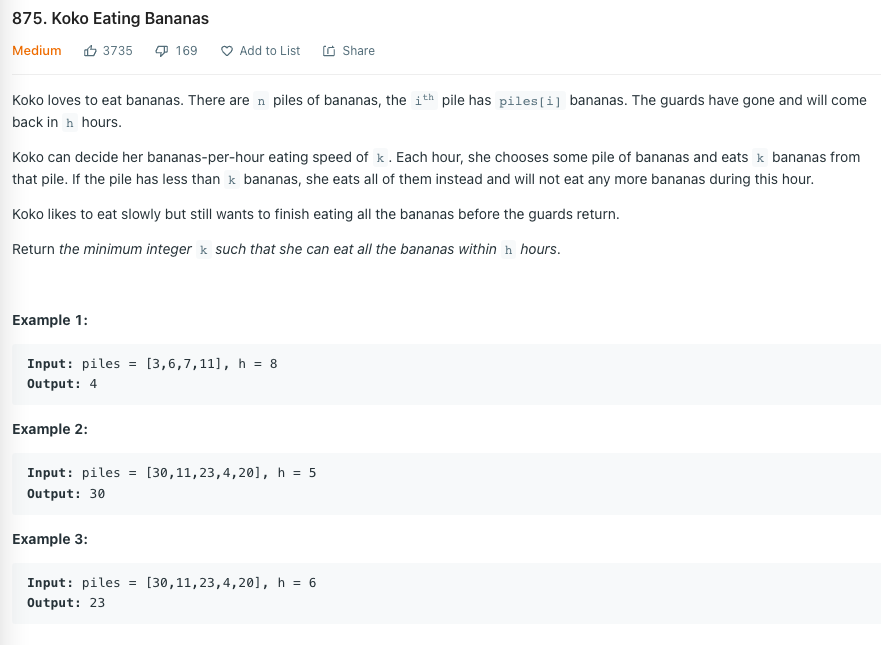 875. Koko Eating Bananas
Medium 3735 169 Add to List Share
Koko loves to eat bananas. There are n piles of bananas, the ith pile has piles[i] bananas. The guards have gone and will come
back in h hours.
Koko can decide her bananas-per-hour eating speed of k . Each hour, she chooses some pile of bananas and eats k bananas from
that pile. If the pile has less than k bananas, she eats all of them instead and will not eat any more bananas during this hour.
Koko likes to eat slowly but still wants to finish eating all the bananas before the guards return.
Return the minimum integer k such that she can eat all the bananas within h hours.
Example 1:
Input: piles = [3,6,7,11], h = 8
Output: 4
Example 2:
Input: piles = [30,11,23,4,20], h = 5
Output: 30
Example 3:
Input: piles = [30,11,23,4,20], h = 6
Output: 23